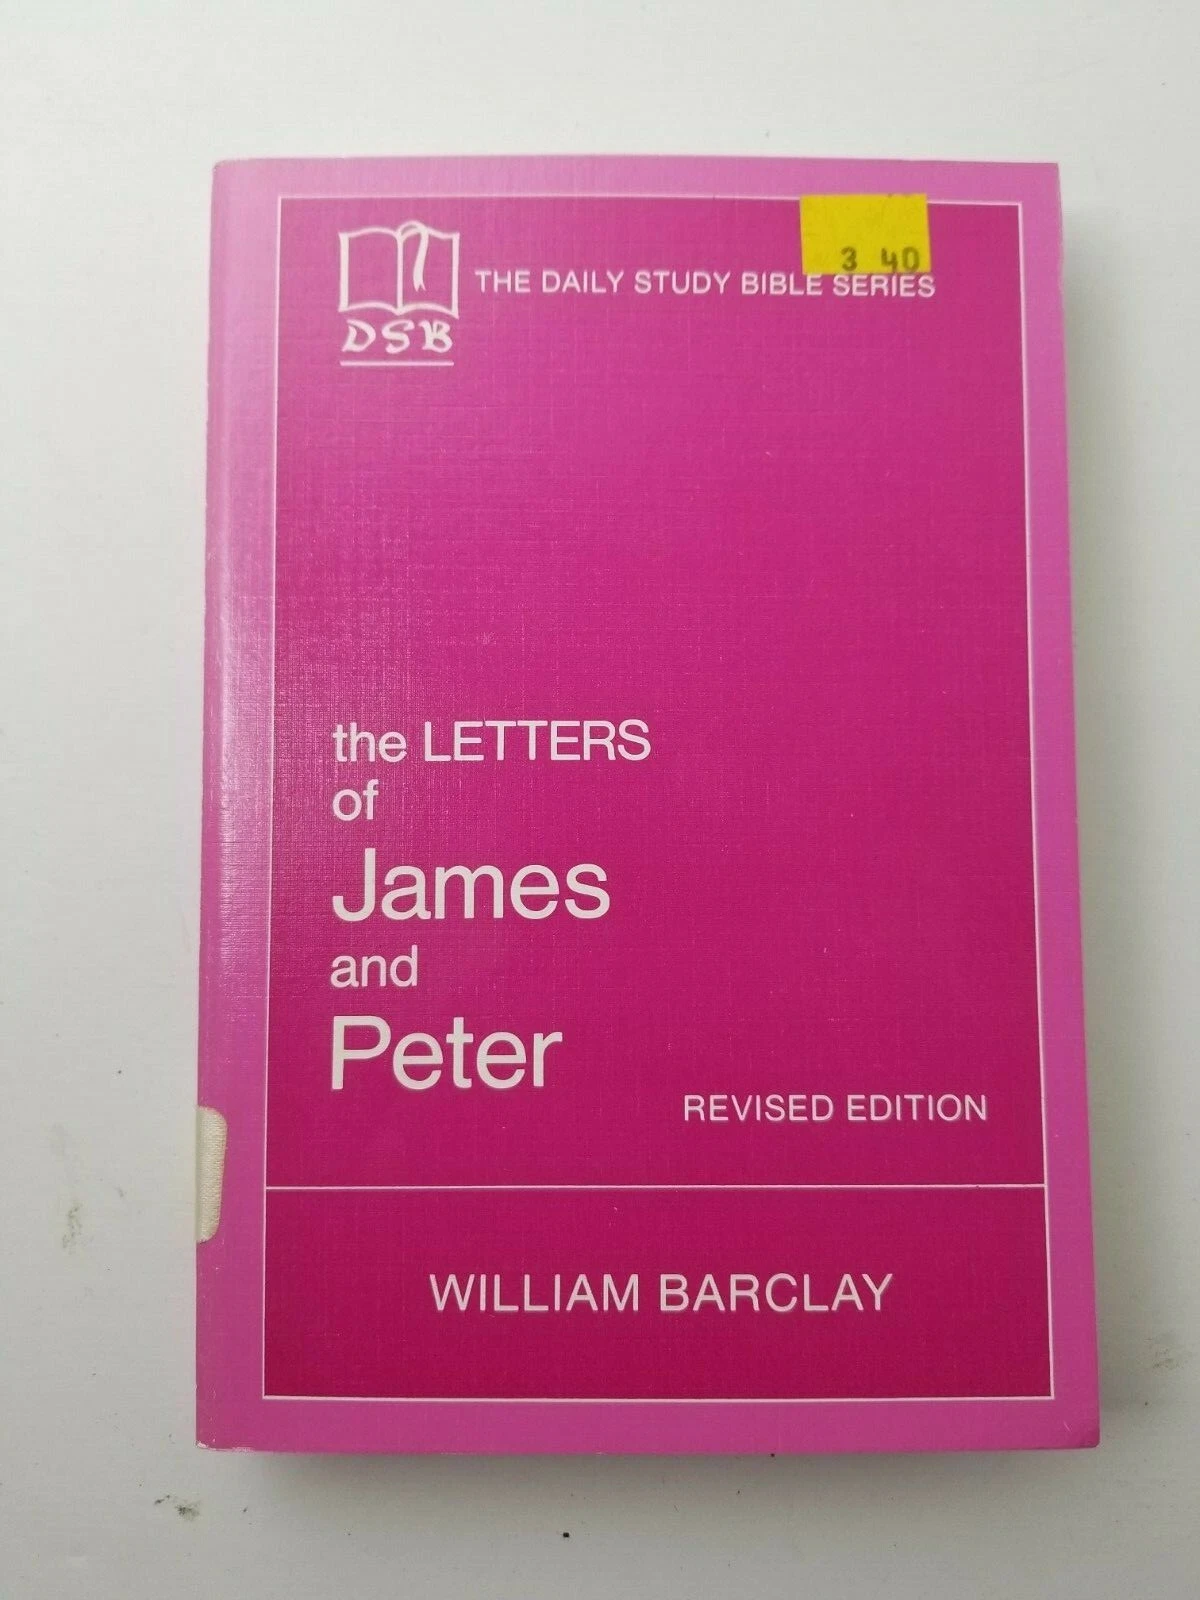 3 40
THE DAILY STUDY BIBLE SERIES
DSB
the LETTERS
of
James
and
Peter
REVISED EDITION
WILLIAM BARCLAY